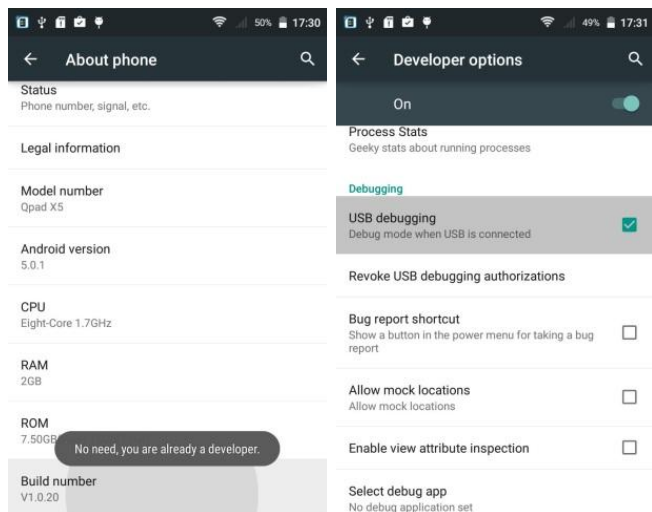 50% 17:30
About phone
Status
Phone number, signal, etc.
Legal information
Model number
Qpad X5
Android version
5.0.1
CPU
Eight-Core 1.7GHz
RAM
2GB
ROM
7.50GB
No need, you are already a developer.
Build number
V1.0.20
49% 17:31
Developer options
On
Process Stats
Geeky stats about running processes
Debugging
USB debugging
Debug mode when USB is connected
Revoke USB debugging authorizations
Bug report shortcut
Show a button in the power menu for taking a bug
report
Allow mock locations
Allow mock locations
Enable view attribute inspection
Select debug app
No debug application set